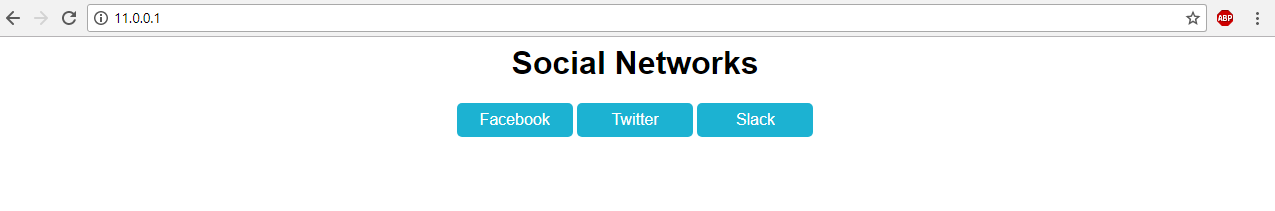 11.0.0.1
ABP
Social Networks
Facebook Twitter Slack